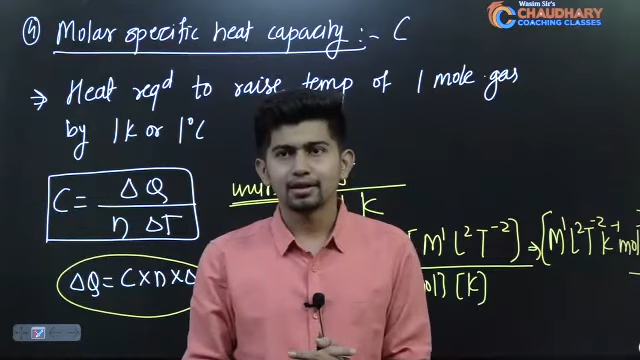 Wasim Sir's
CHAUDHARY
COACHING CLASSES
④ Molar specific heat capacity :- C
→ Heat reqd to raise temp of 1 mole gas
by 1K or 1°C
C = ΔQ / n ΔT
K
[M¹ L² T⁻²] ⇒ [M¹ L² T⁻² K⁻¹ mol
[K]
ΔQ = C × n × Δ